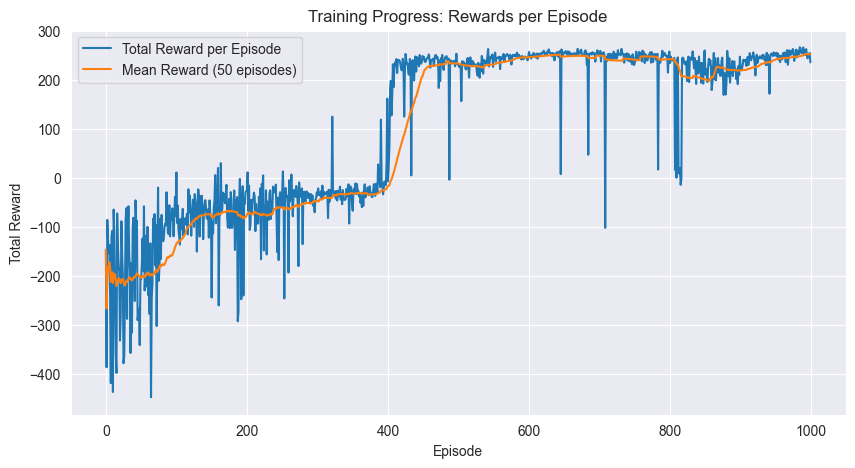 Training Progress: Rewards per Episode
Total Reward per Episode
Mean Reward (50 episodes)
300
200
100
0
−100
−200
−300
−400
Total Reward
0 200 400 600 800 1000
Episode